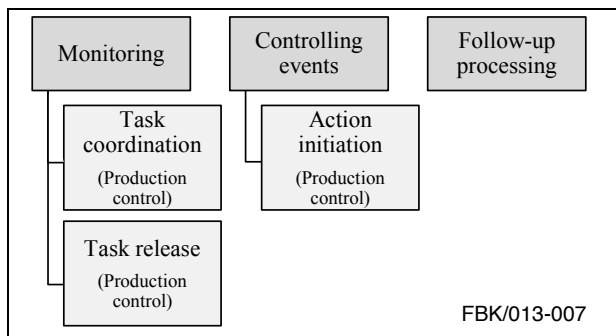 Monitoring
Task
coordination
(Production
control)
Task release
(Production
control)
Controlling
events
Action
initiation
(Production
control)
Follow-up
processing
FBK/013-007